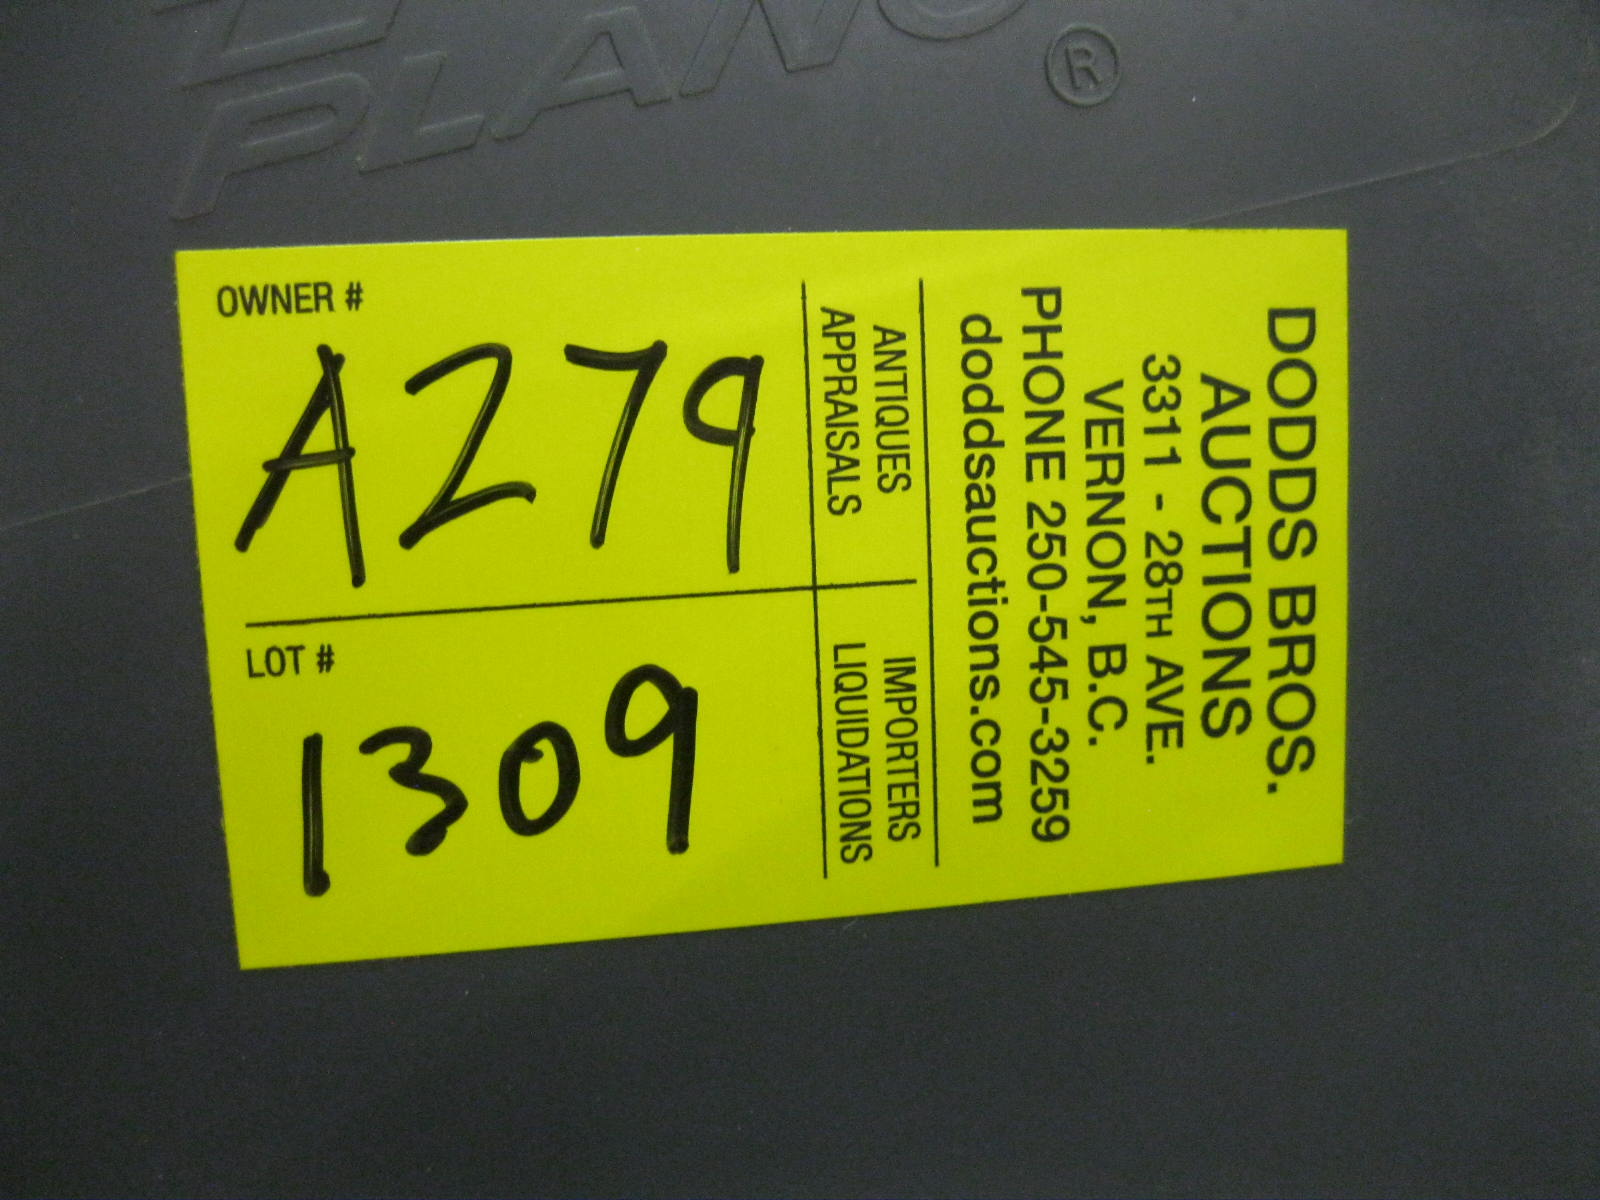 PLANO ®
OWNER #
A279
LOT #
1309
ANTIQUES
APPRAISALS
IMPORTERS
LIQUIDATIONS
DODDS BROS.
AUCTIONS
3311 - 28TH AVE.
VERNON, B.C.
PHONE 250-545-3259
doddsauctions.com